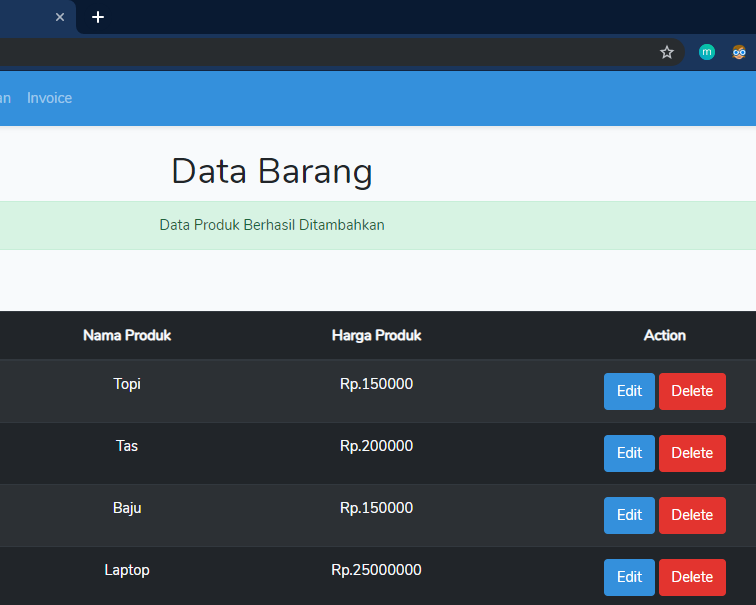 Invoice
Data Barang
Data Produk Berhasil Ditambahkan
Nama Produk Harga Produk Action
Topi Rp.150000 Edit Delete
Tas Rp.200000 Edit Delete
Baju Rp.150000 Edit Delete
Laptop Rp.25000000 Edit Delete